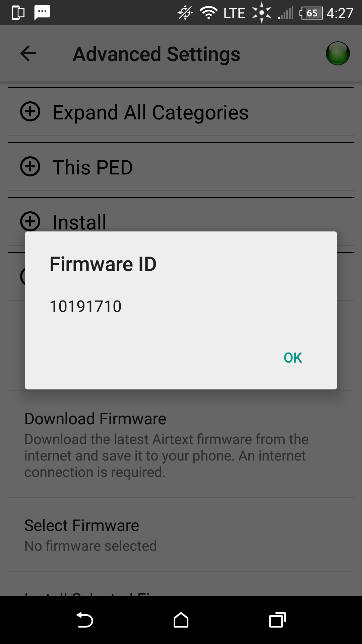 LTE 65 4:27
Advanced Settings
Expand All Categories
This PED
Install
Firmware ID
10191710
OK
Download Firmware
Download the latest Airtext firmware from the
internet and save it to your phone. An internet
connection is required.
Select Firmware
No firmware selected